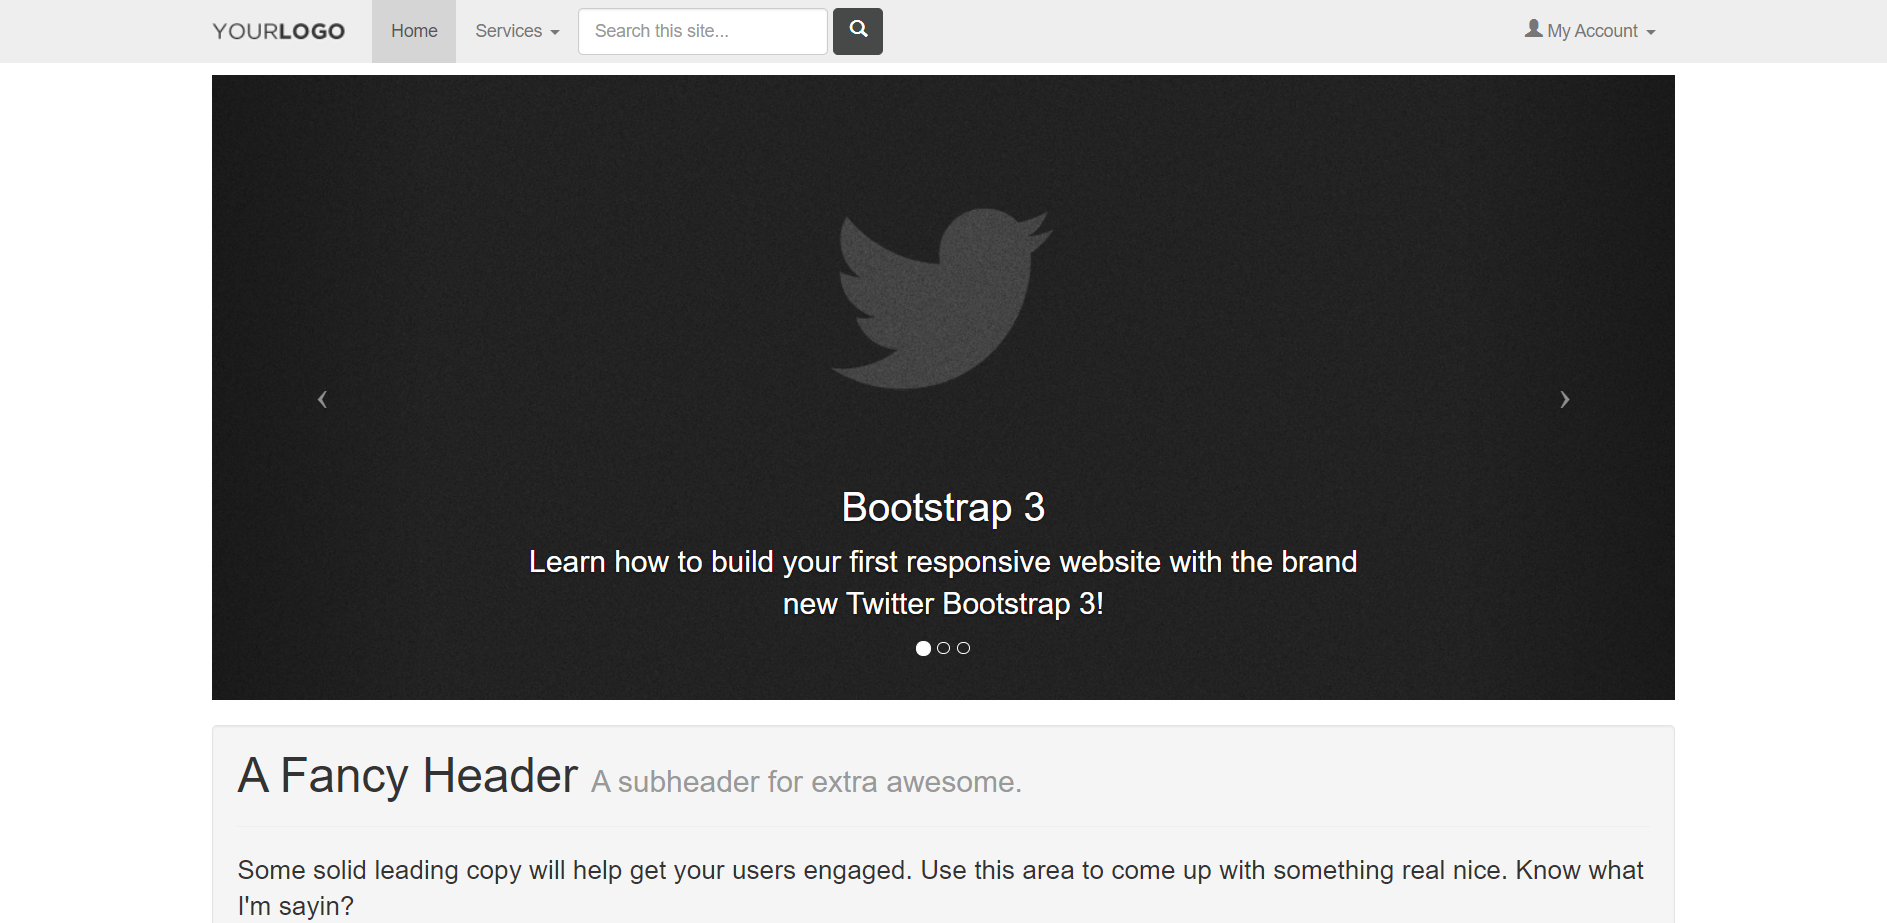 YOURLOGO Home Services Search this site... My Account
Bootstrap 3
Learn how to build your first responsive website with the brand
new Twitter Bootstrap 3!
A Fancy Header A subheader for extra awesome.
Some solid leading copy will help get your users engaged. Use this area to come up with something real nice. Know what
I'm sayin?